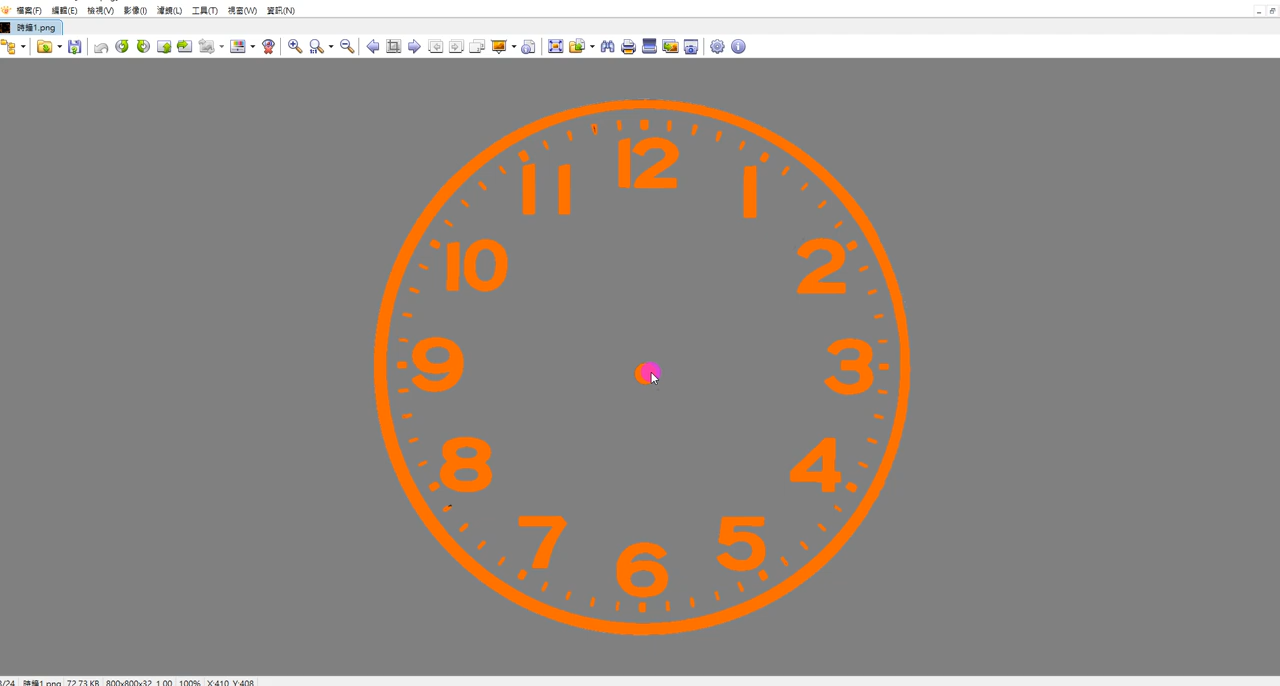 檔案(F) 編輯(E) 檢視(V) 影像(I) 濾鏡(L) 工具(T) 視窗(W) 資訊(N)
時鐘1.png
12
11 1
10 2
9 3
8 4
7 5
6
/24 時鐘1.png 72.73 KB 800x800x32, 1.00 100% X:410, Y:408